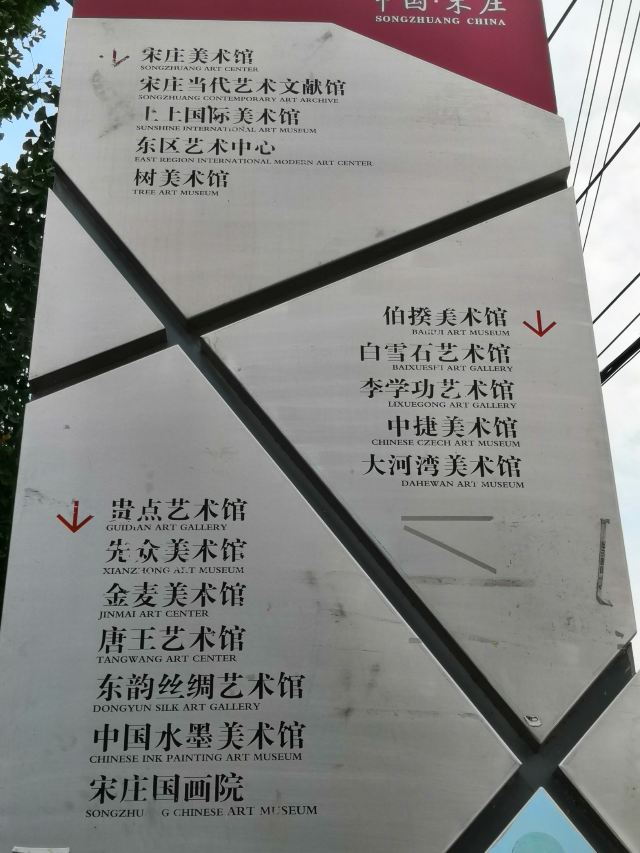 中国·宋庄
SONGZHUANG CHINA
宋庄美术馆
SONGZHUANG ART CENTER
宋庄当代艺术文献馆
SONGZHUANG CONTEMPORARY ART ARCHIVE
上上国际美术馆
SUNSHINE INTERNATIONAL ART MUSEUM
东区艺术中心
EAST REGION INTERNATIONAL MODERN ART CENTER
树美术馆
TREE ART MUSEUM
伯揆美术馆
BAIKUI ART MUSEUM
白雪石艺术馆
BAIXUESHI ART GALLERY
李学功艺术馆
LIXUEGONG ART GALLERY
中捷美术馆
CHINESE CZECH ART MUSEUM
大河湾美术馆
DAHEWAN ART MUSEUM
贵点艺术馆
GUIDIAN ART GALLERY
先众美术馆
XIANZHONG ART MUSEUM
金麦美术馆
JINMAI ART CENTER
唐王艺术馆
TANGWANG ART CENTER
东韵丝绸艺术馆
DONGYUN SILK ART GALLERY
中国水墨美术馆
CHINESE INK PAINTING ART MUSEUM
宋庄国画院
SONGZHU G CHINESE ART MUSEUM